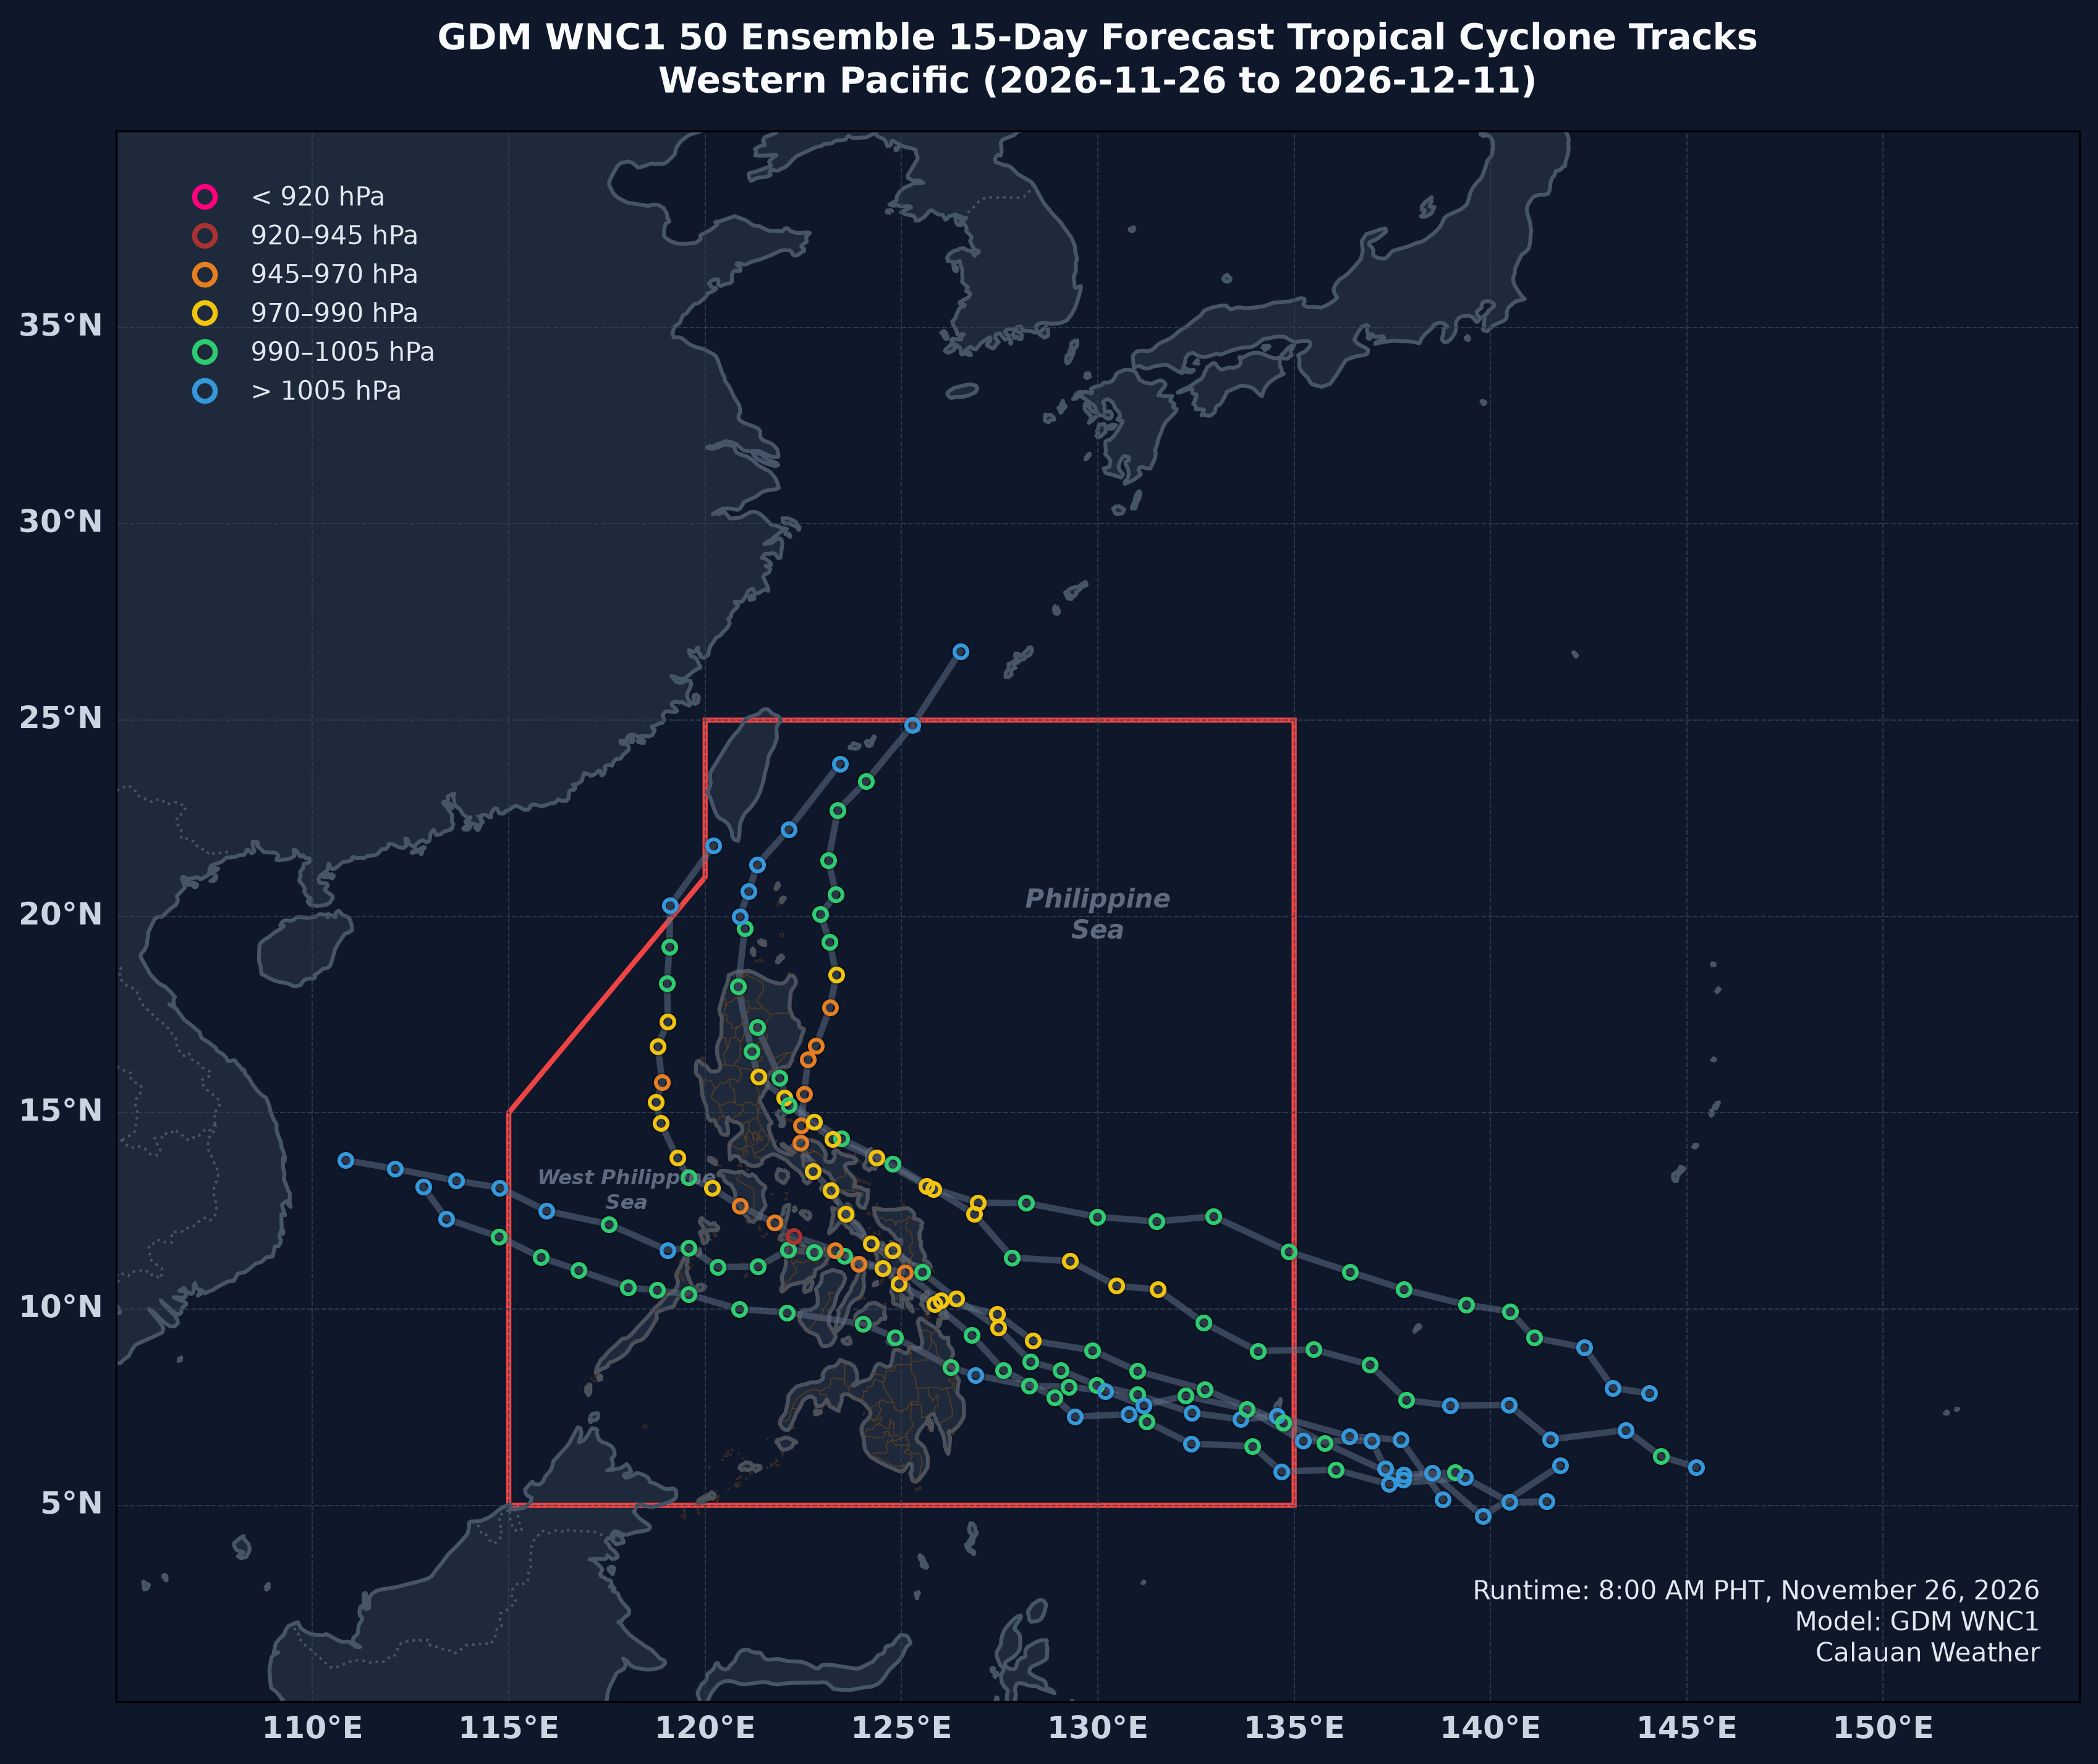 GDM WNC1 50 Ensemble 15-Day Forecast Tropical Cyclone Tracks
Western Pacific (2026-11-26 to 2026-12-11)
< 920 hPa
920–945 hPa
945–970 hPa
970–990 hPa
990–1005 hPa
> 1005 hPa
35°N
30°N
25°N
20°N
15°N
10°N
5°N
Philippine
Sea
West Philippine
Sea
Runtime: 8:00 AM PHT, November 26, 2026
Model: GDM WNC1
Calauan Weather
110°E 115°E 120°E 125°E 130°E 135°E 140°E 145°E 150°E